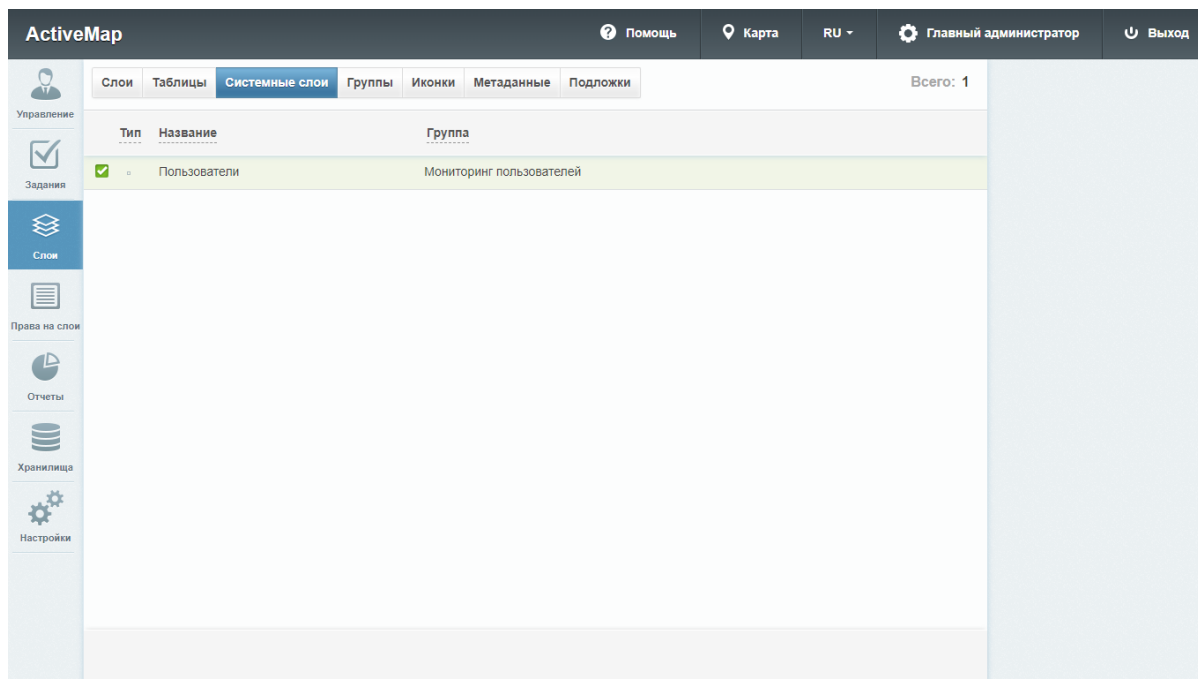 ActiveMap
Помощь
Карта
RU
Главный администратор
Выход
Управление
Задания
Слои
Права на слои
Отчеты
Хранилища
Настройки
Слои Таблицы Системные слои Группы Иконки Метаданные Подложки
Всего: 1
Тип Название Группа
Пользователи Мониторинг пользователей